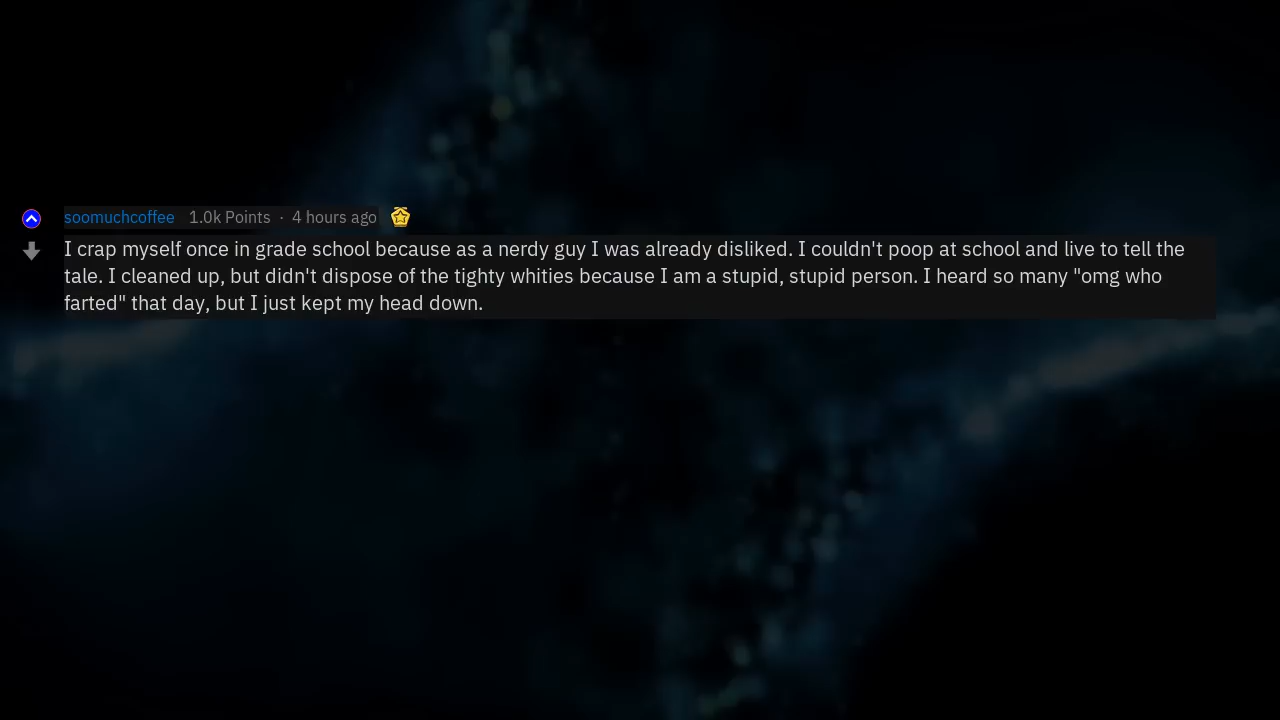 soomuchcoffee 1.0k Points · 4 hours ago
I crap myself once in grade school because as a nerdy guy I was already disliked. I couldn't poop at school and live to tell the
tale. I cleaned up, but didn't dispose of the tighty whities because I am a stupid, stupid person. I heard so many "omg who
farted" that day, but I just kept my head down.